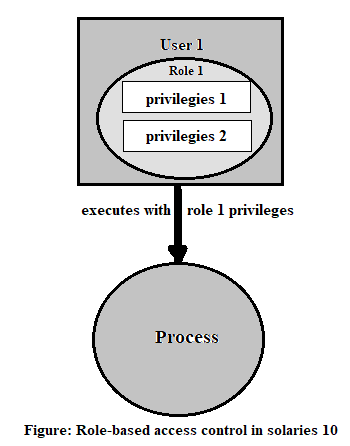 User 1
Role 1
privilegies 1
privilegies 2
executes with role 1 privileges
Process
Figure: Role-based access control in solaries 10